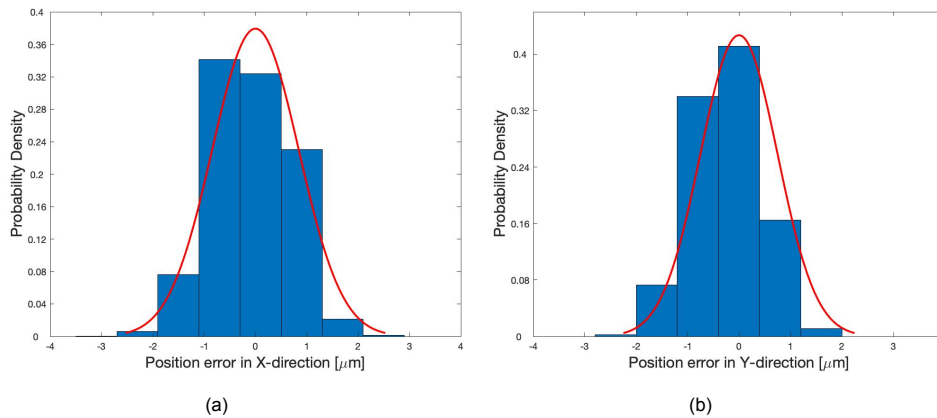 0.4
0.36
0.32
0.28
0.24
0.2
0.16
0.12
0.08
0.04
0
Probability Density
-4 -3 -2 -1 0 1 2 3 4
Position error in X-direction [μm]
(a)
0.4
0.32
0.24
0.16
0.08
0
Probability Density
-4 -3 -2 -1 0 1 2 3 4
Position error in Y-direction [μm]
(b)